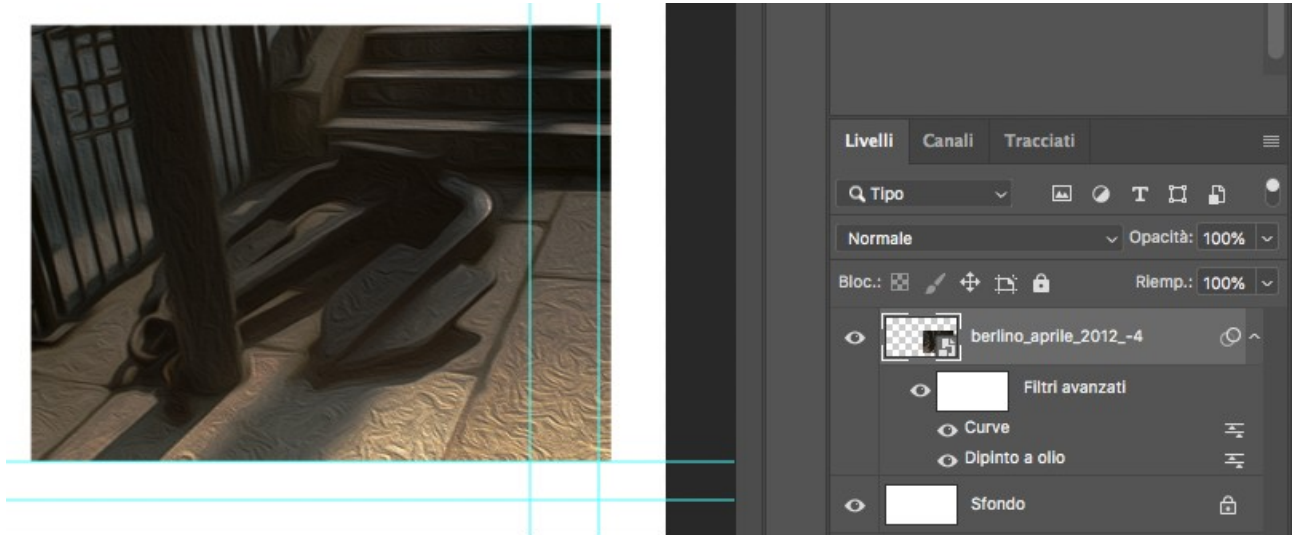 Livelli Canali Tracciati
Tipo T
Normale Opacità: 100%
Bloc.: Riemp.: 100%
berlino_aprile_2012_-4
Filtri avanzati
Curve
Dipinto a olio
Sfondo